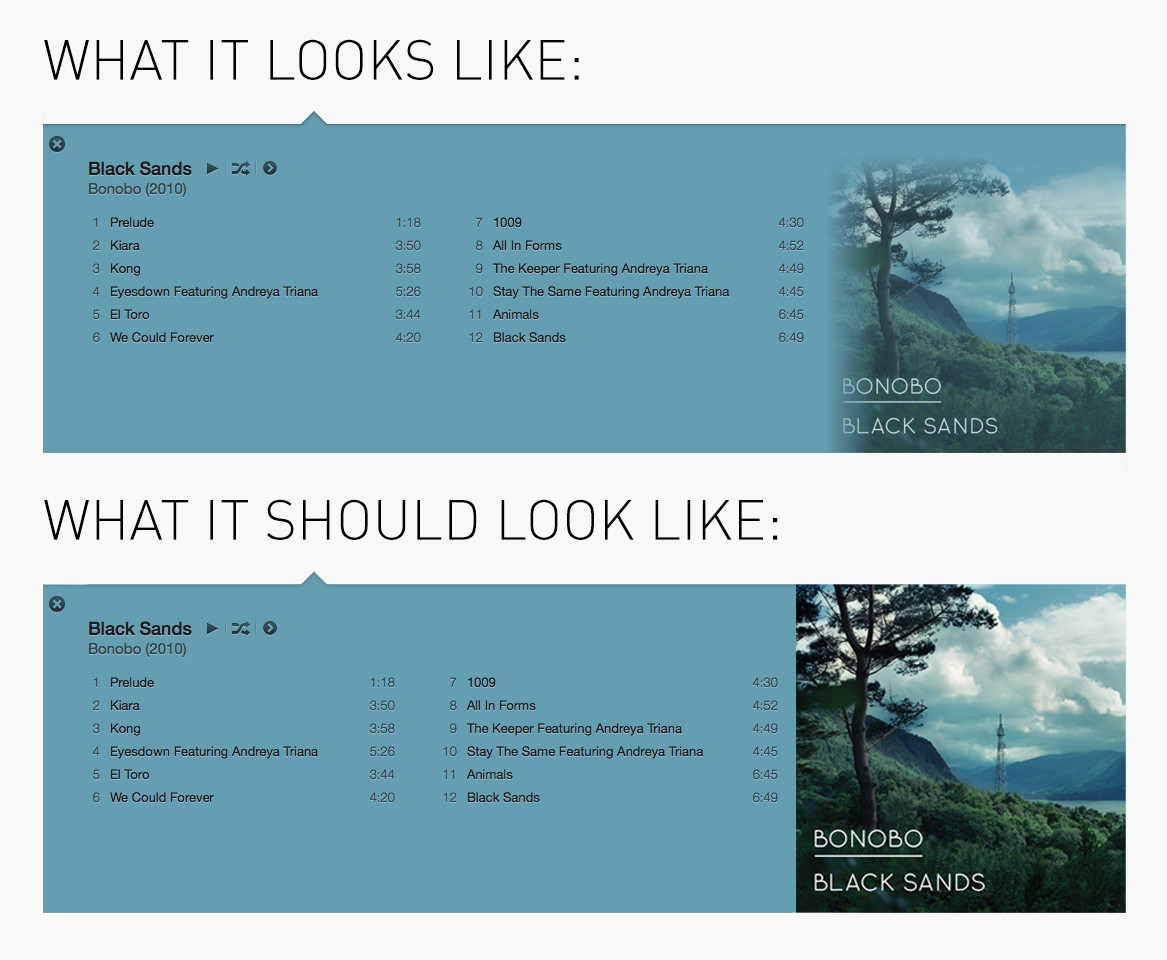 WHAT IT LOOKS LIKE:
Black Sands
Bonobo (2010)
1 Prelude 1:18
2 Kiara 3:50
3 Kong 3:58
4 Eyesdown Featuring Andreya Triana 5:26
5 El Toro 3:44
6 We Could Forever 4:20
7 1009 4:30
8 All In Forms 4:52
9 The Keeper Featuring Andreya Triana 4:49
10 Stay The Same Featuring Andreya Triana 4:45
11 Animals 6:45
12 Black Sands 6:49
BONOBO
BLACK SANDS
WHAT IT SHOULD LOOK LIKE:
Black Sands
Bonobo (2010)
1 Prelude 1:18
2 Kiara 3:50
3 Kong 3:58
4 Eyesdown Featuring Andreya Triana 5:26
5 El Toro 3:44
6 We Could Forever 4:20
7 1009 4:30
8 All In Forms 4:52
9 The Keeper Featuring Andreya Triana 4:49
10 Stay The Same Featuring Andreya Triana 4:45
11 Animals 6:45
12 Black Sands 6:49
BONOBO
BLACK SANDS